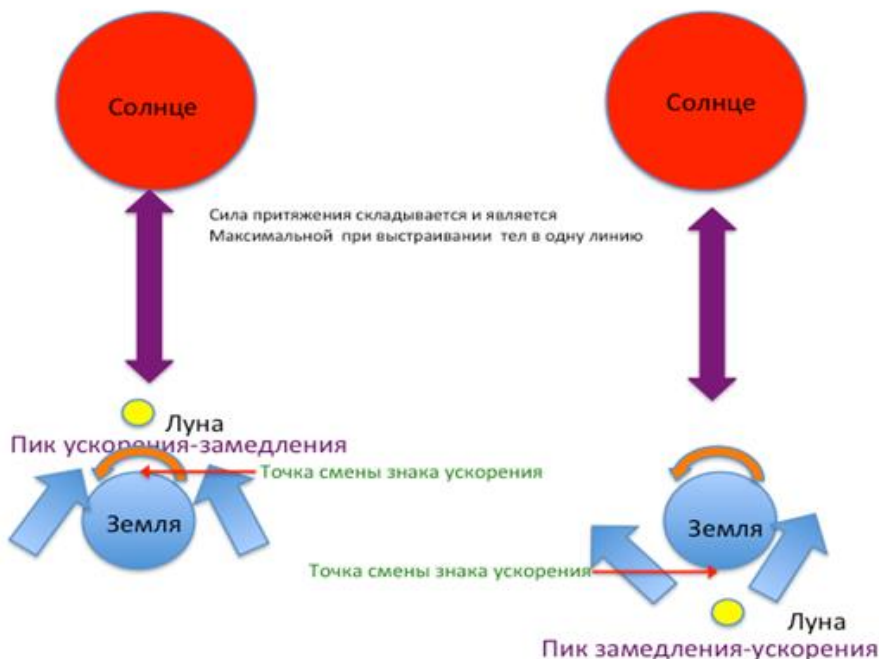 Солнце
Солнце
Сила притяжения складывается и является
Максимальной при выстраивании тел в одну линию
Луна
Пик ускорения-замедления
Точка смены знака ускорения
Земля
Земля
Точка смены знака ускорения
Луна
Пик замедления-ускорения